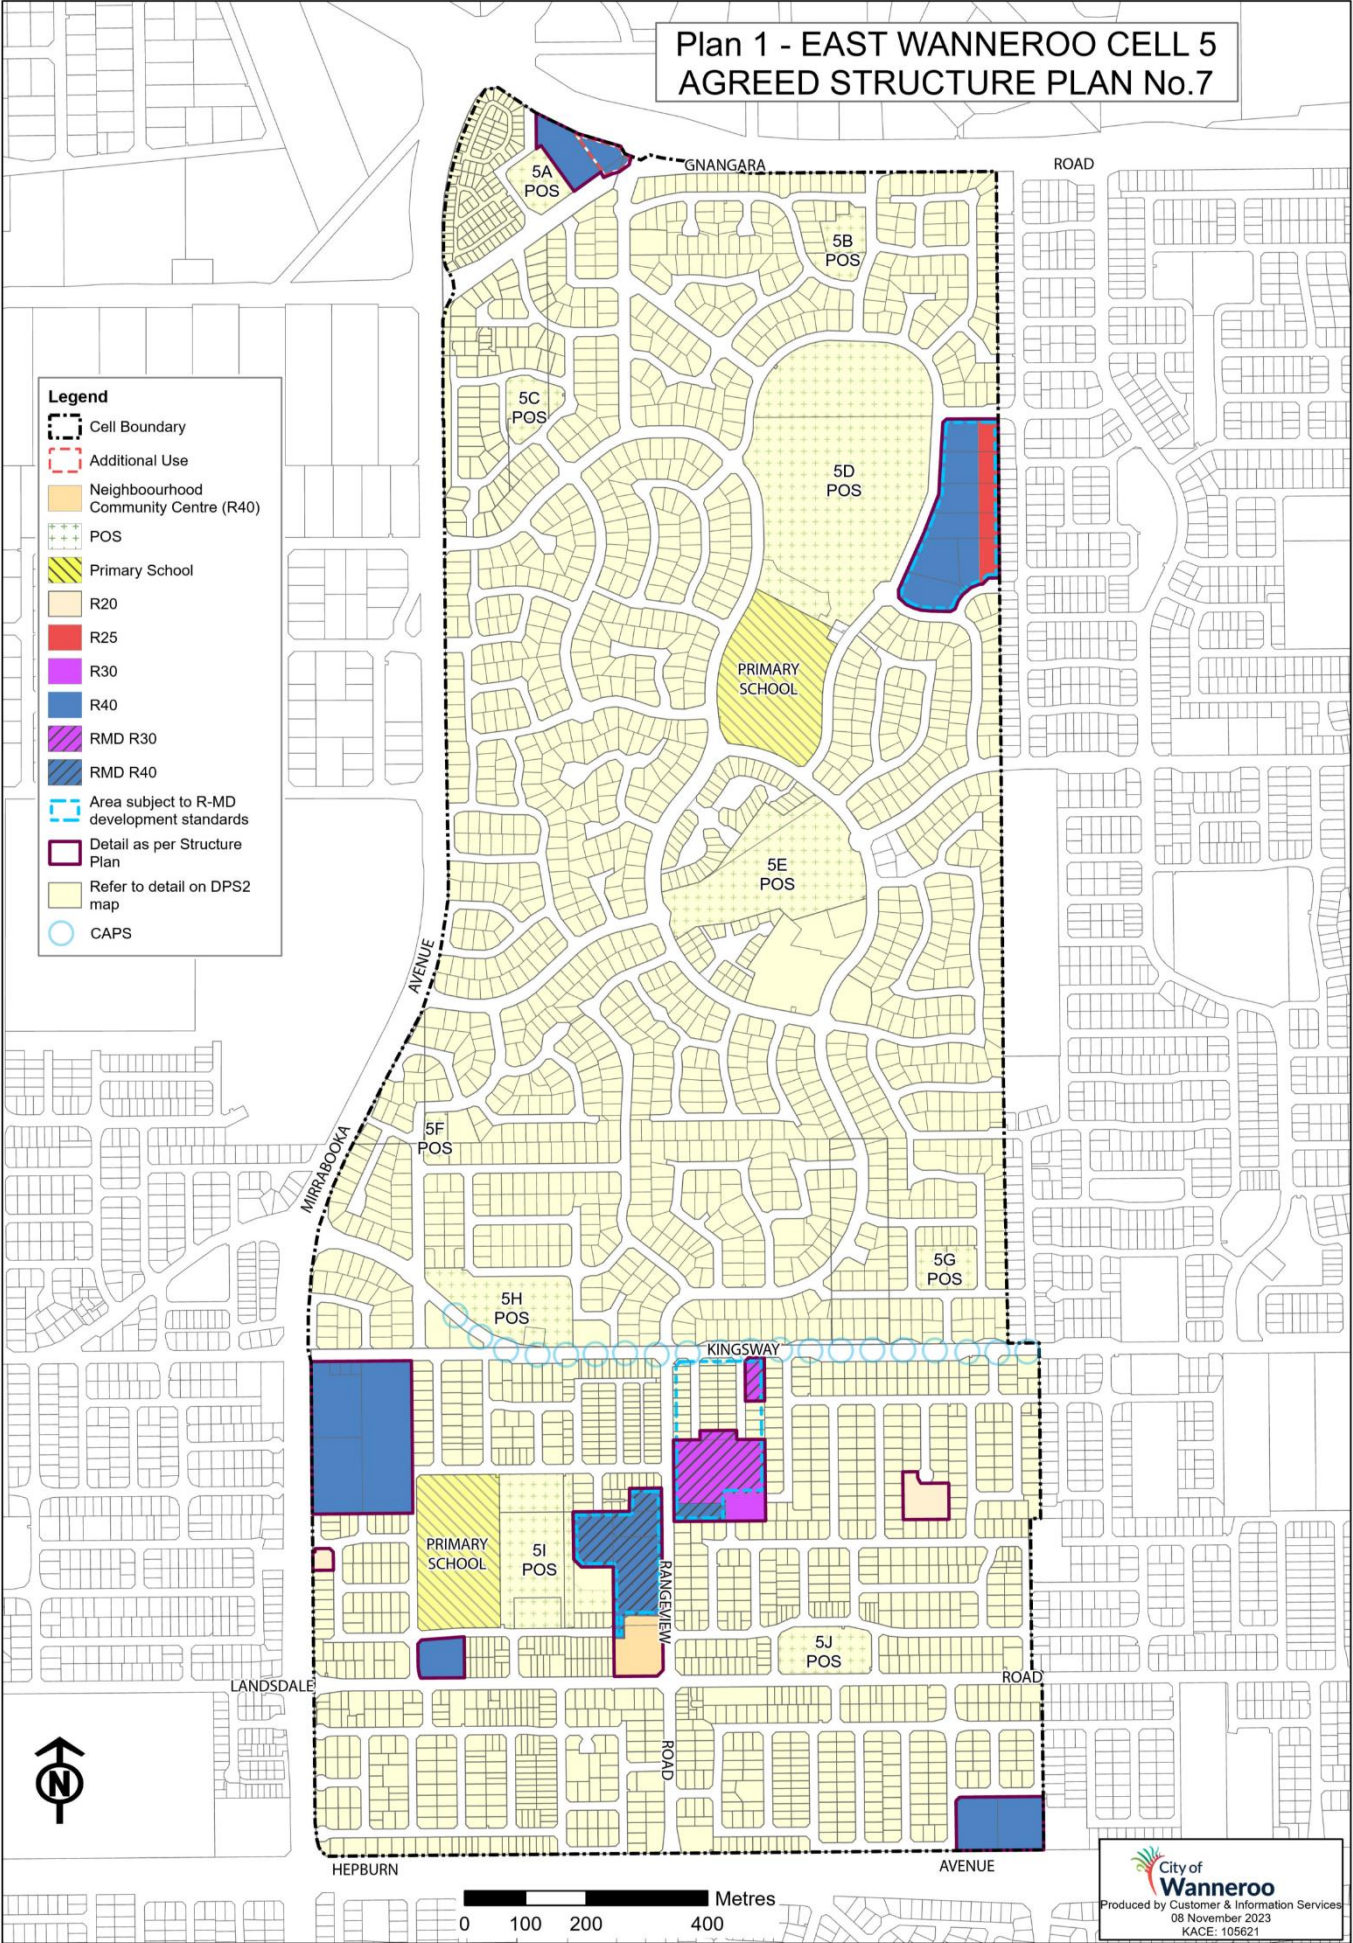 Plan 1 - EAST WANNEROO CELL 5
AGREED STRUCTURE PLAN No.7
GNANGARA
ROAD
5A
POS
5B
POS
Legend
Cell Boundary
Additional Use
Neighbourhood
Community Centre (R40)
POS
Primary School
R20
R25
R30
R40
RMD R30
RMD R40
Area subject to R-MD
development standards
Detail as per Structure
Plan
Refer to detail on DPS2
map
CAPS
5C
POS
5D
POS
PRIMARY
SCHOOL
5E
POS
AVENUE
MIRRABOOKA
5F
POS
5G
POS
5H
POS
KINGSWAY
PRIMARY
SCHOOL
5I
POS
RANGEVIEW
5J
POS
LANDSDALE
ROAD
ROAD
HEPBURN
AVENUE
N
Metres
0 100 200 400
City of
Wanneroo
Produced by Customer & Information Services
08 November 2023
KACE: 105621